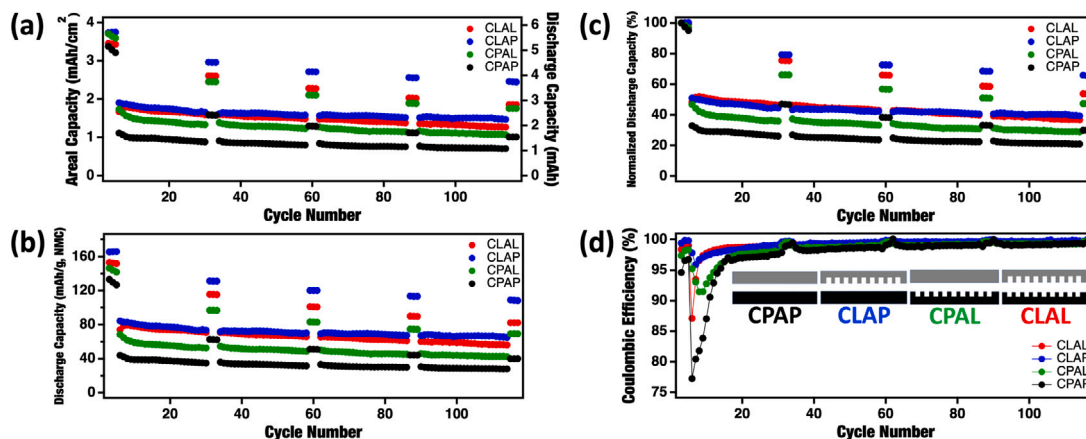 (a)
Areal Capacity (mAh/cm2)
4
3
2
1
0
Discharge Capacity (mAh)
6
5
4
3
2
1
0
CLAL
CLAP
CPAL
CPAP
20 40 60 80 100
Cycle Number
(c)
Normalized Discharge Capacity (%)
100
80
60
40
20
0
CLAL
CLAP
CPAL
CPAP
20 40 60 80 100
Cycle Number
(b)
Discharge Capacity (mAh/g, NMC)
160
120
80
40
0
CLAL
CLAP
CPAL
CPAP
20 40 60 80 100
Cycle Number
(d)
Coulombic Efficiency (%)
100
95
90
85
80
75
CPAP CLAP CPAL CLAL
CLAL
CLAP
CPAL
CPAP
20 40 60 80 100
Cycle Number